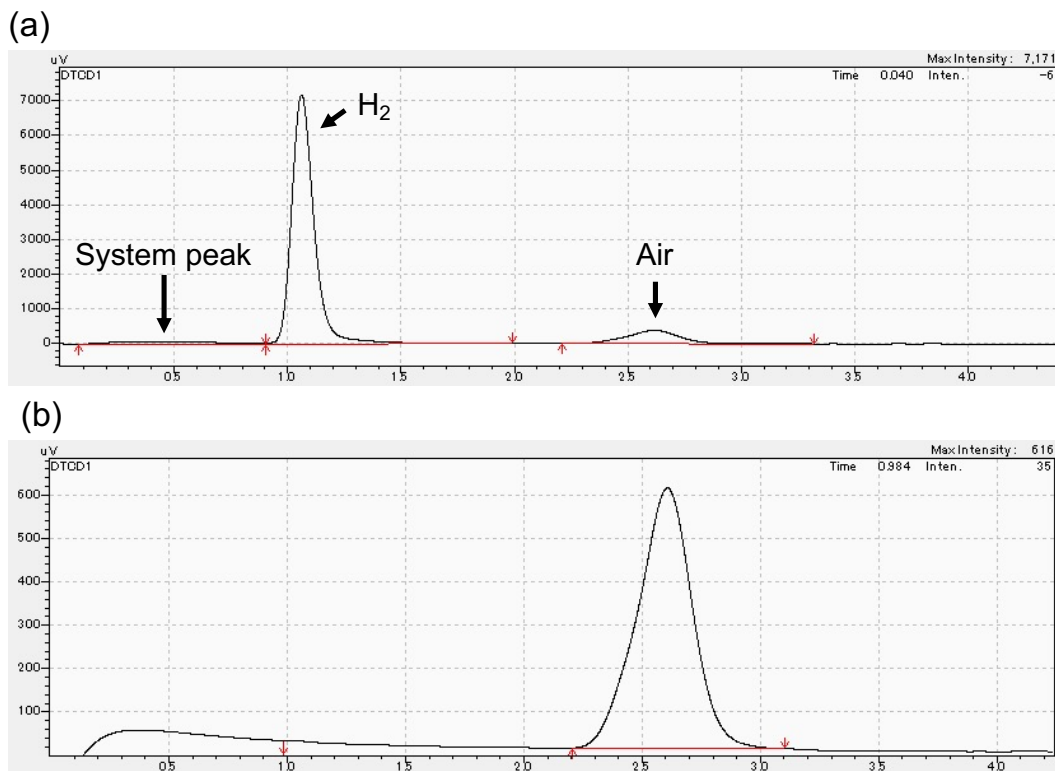 (a)
uV
Max Intensity : 7,171
DTCD1
Time 0.040 Inten. -6
7000
H2
6000
5000
4000
3000
System peak
Air
2000
1000
0
0.5 1.0 1.5 2.0 2.5 3.0 3.5 4.0
(b)
uV
Max Intensity : 616
DTCD1
Time 0.984 Inten. 35
600
500
400
300
200
100
0.5 1.0 1.5 2.0 2.5 3.0 3.5 4.0